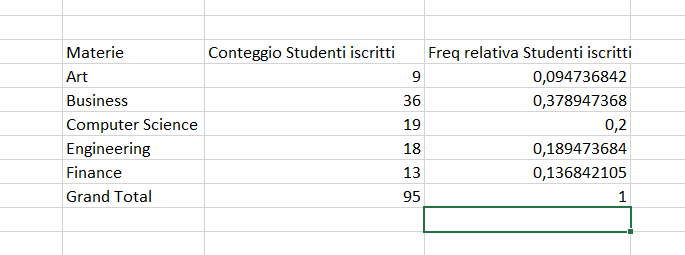 Materie Conteggio Studenti iscritti Freq relativa Studenti iscritti
Art 9 0,094736842
Business 36 0,378947368
Computer Science 19 0,2
Engineering 18 0,189473684
Finance 13 0,136842105
Grand Total 95 1